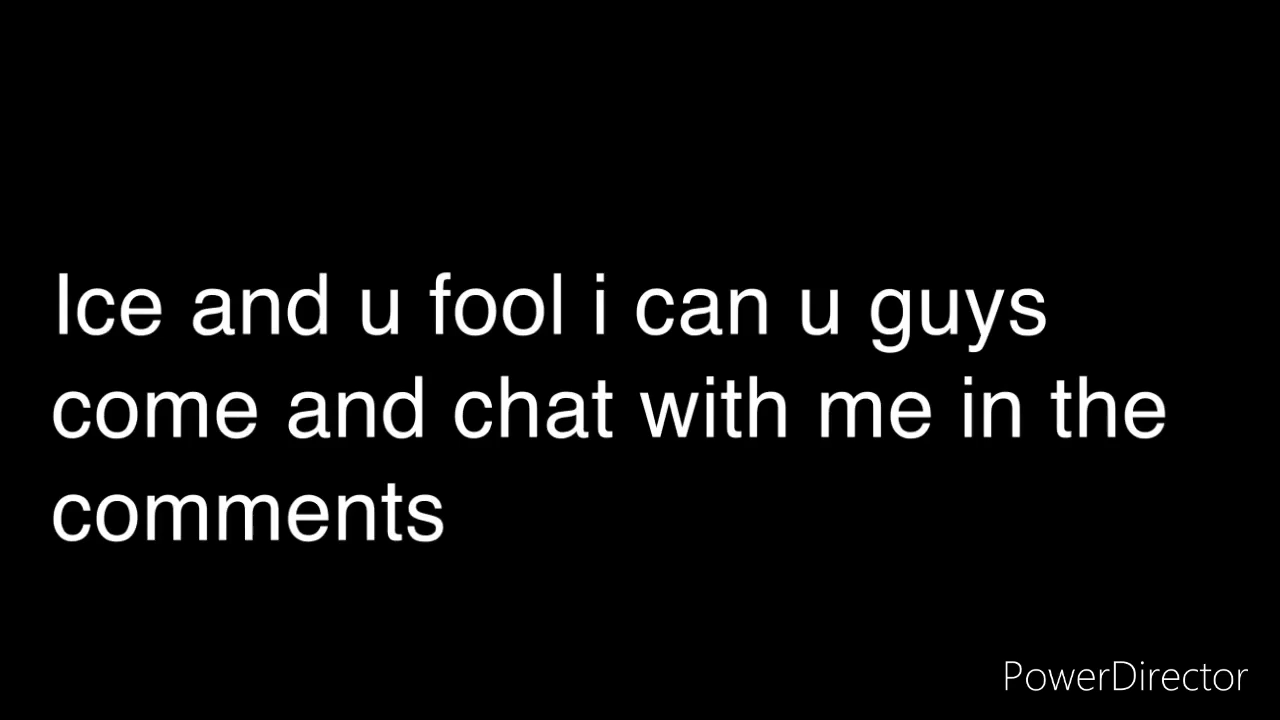 Ice and u fool i can u guys
come and chat with me in the
comments
PowerDirector